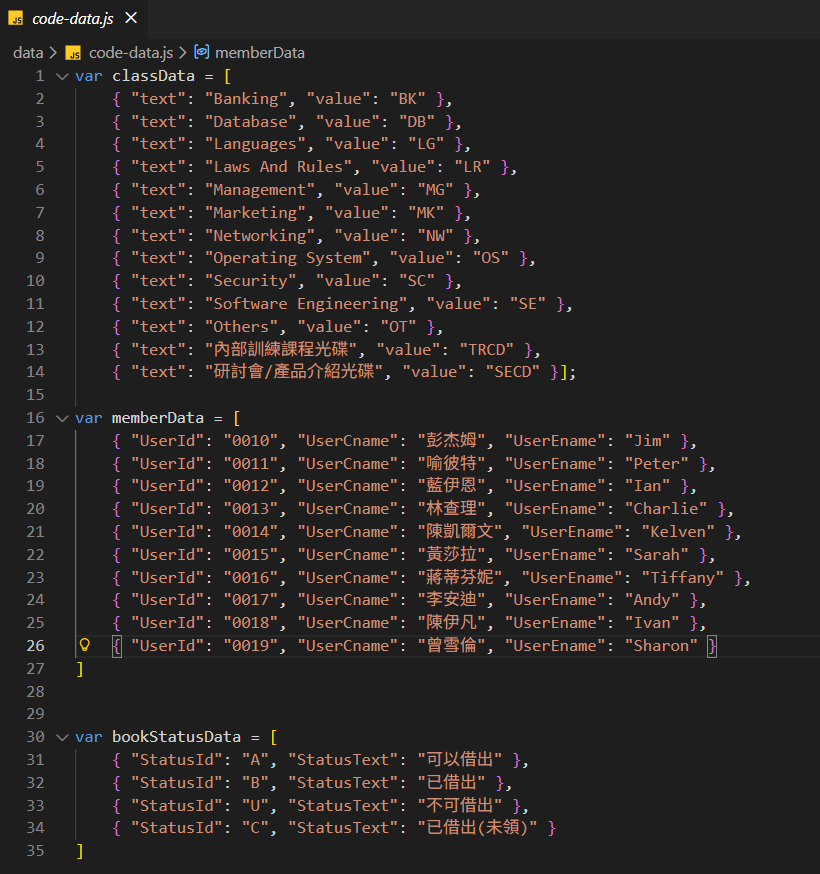 JS code-data.js ×
data > JS code-data.js > memberData
1 var classData = [
2 { "text": "Banking", "value": "BK" },
3 { "text": "Database", "value": "DB" },
4 { "text": "Languages", "value": "LG" },
5 { "text": "Laws And Rules", "value": "LR" },
6 { "text": "Management", "value": "MG" },
7 { "text": "Marketing", "value": "MK" },
8 { "text": "Networking", "value": "NW" },
9 { "text": "Operating System", "value": "OS" },
10 { "text": "Security", "value": "SC" },
11 { "text": "Software Engineering", "value": "SE" },
12 { "text": "Others", "value": "OT" },
13 { "text": "內部訓練課程光碟", "value": "TRCD" },
14 { "text": "研討會/產品介紹光碟", "value": "SECD" }];
15
16 var memberData = [
17 { "UserId": "0010", "UserCname": "彭杰姆", "UserEname": "Jim" },
18 { "UserId": "0011", "UserCname": "喻彼特", "UserEname": "Peter" },
19 { "UserId": "0012", "UserCname": "藍伊恩", "UserEname": "Ian" },
20 { "UserId": "0013", "UserCname": "林查理", "UserEname": "Charlie" },
21 { "UserId": "0014", "UserCname": "陳凱爾文", "UserEname": "Kelven" },
22 { "UserId": "0015", "UserCname": "黃莎拉", "UserEname": "Sarah" },
23 { "UserId": "0016", "UserCname": "蔣蒂芬妮", "UserEname": "Tiffany" },
24 { "UserId": "0017", "UserCname": "李安迪", "UserEname": "Andy" },
25 { "UserId": "0018", "UserCname": "陳伊凡", "UserEname": "Ivan" },
26 { "UserId": "0019", "UserCname": "曾雪倫", "UserEname": "Sharon" }
27 ]
28
29
30 var bookStatusData = [
31 { "StatusId": "A", "StatusText": "可以借出" },
32 { "StatusId": "B", "StatusText": "已借出" },
33 { "StatusId": "U", "StatusText": "不可借出" },
34 { "StatusId": "C", "StatusText": "已借出(未領)" }
35 ]